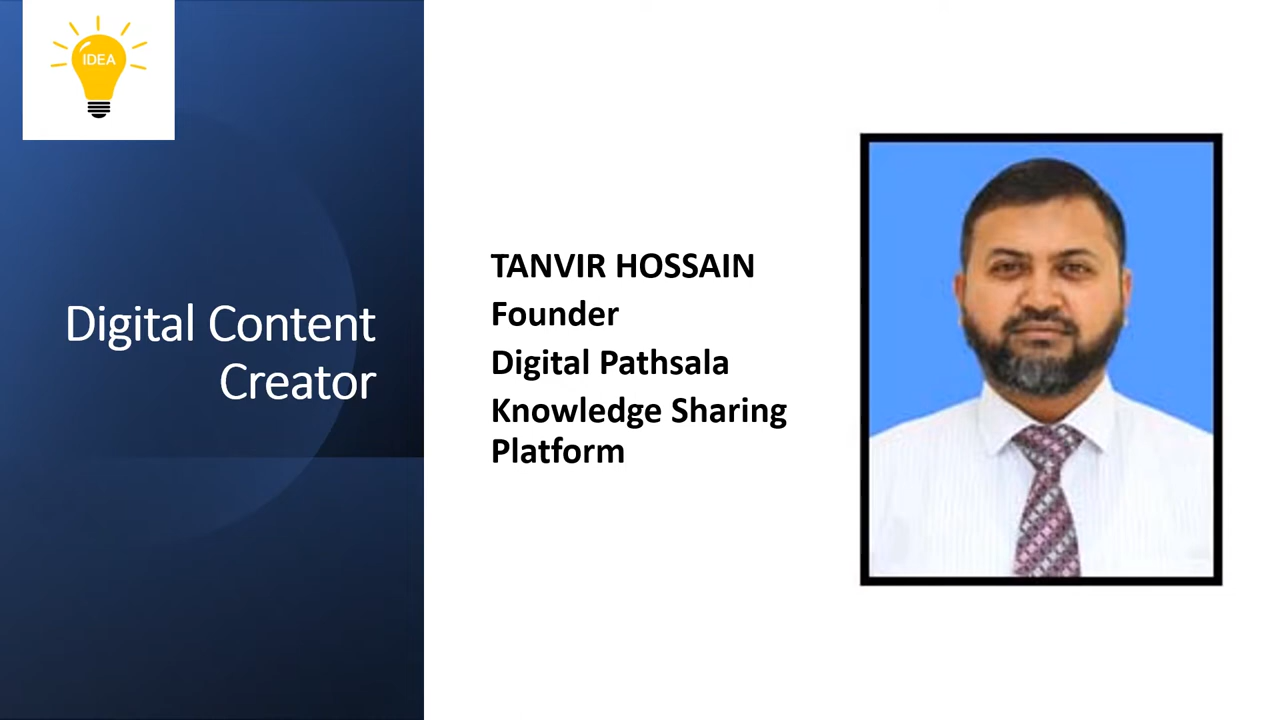 IDEA
Digital Content
Creator
TANVIR HOSSAIN
Founder
Digital Pathsala
Knowledge Sharing
Platform